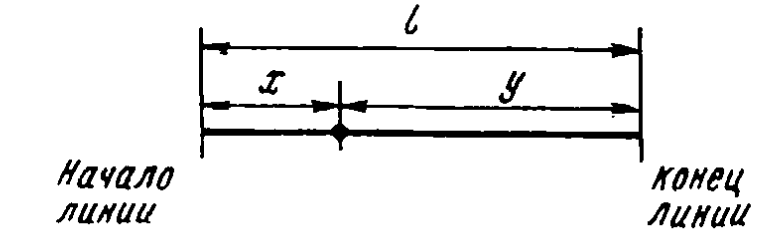 l
x y
Начало
линии
конец
линии